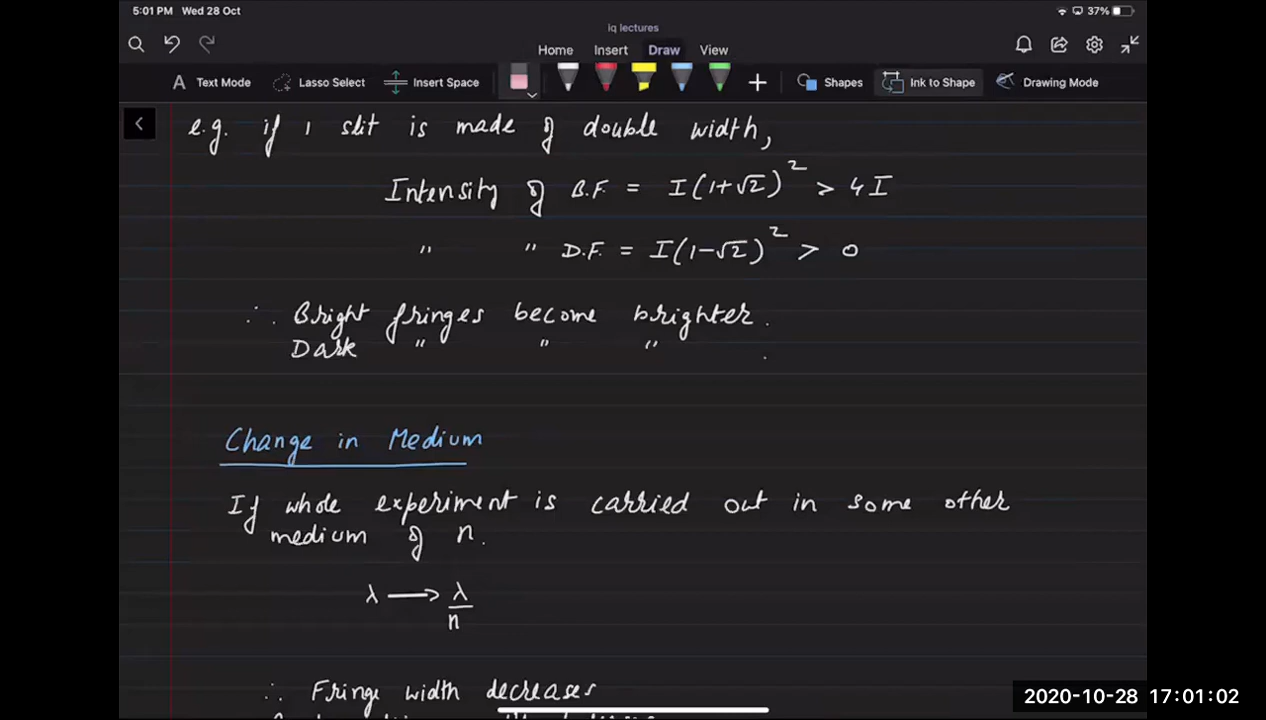 5:01 PM Wed 28 Oct
37%
iq lectures
Home Insert Draw View
Text Mode Lasso Select Insert Space Shapes Ink to Shape Drawing Mode
e.g. if 1 slit is made of double width,
Intensity of B.F. = I(1+√2)² > 4I
" " D.F. = I(1-√2)² > 0
∴ Bright fringes become brighter.
Dark " " " .
Change in Medium
If whole experiment is carried out in some other
medium of n.
λ → λ/n
∴ Fringe width decreases
2020-10-28 17:01:02